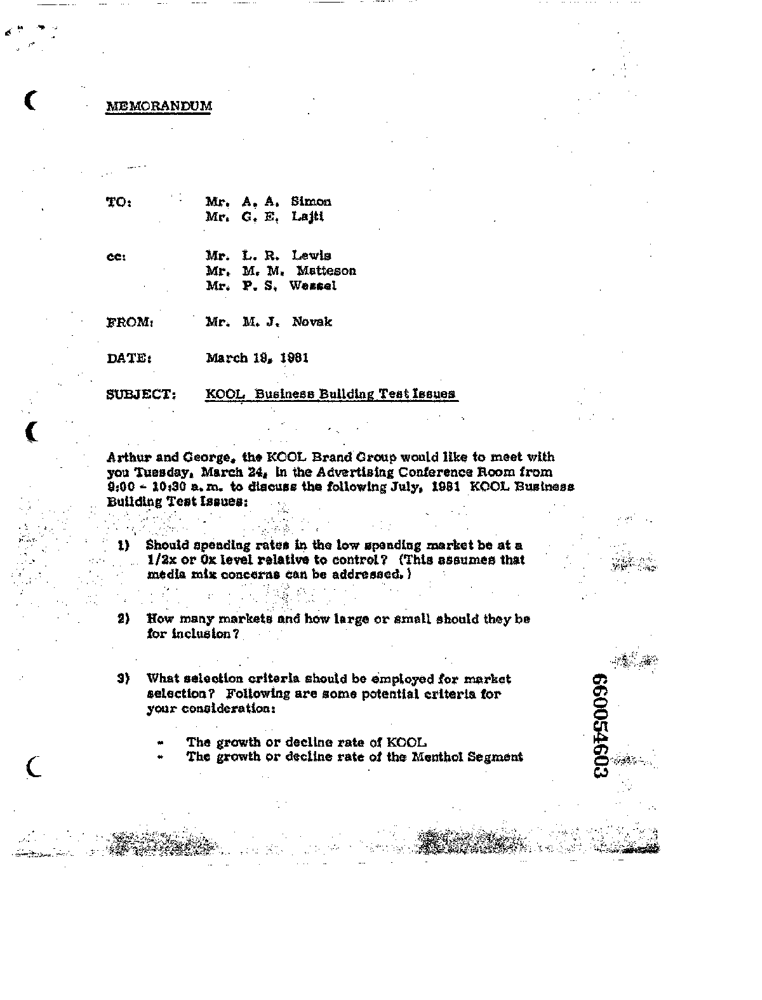 MEMORANDUM
TO: Mr. A. A. Simon
Mr. G. E. Lajti
cc: Mr. L. R. Lewis
Mr. M. M. Matteson
Mr. P. S. Wessel
FROM: Mr. M. J. Novak
DATE: March 19, 1981
SUBJECT: KOOL Business Building Test Issues
Arthur and George, the KOOL Brand Group would like to meet with
you Tuesday, March 24, in the Advertising Conference Room from
9:00 - 10:30 a.m. to discuss the following July, 1981 KOOL Business
Building Test Issues:
1) Should spending rates in the low spending market be at a
1/2x or 0x level relative to control? (This assumes that
media mix concerns can be addressed.)
2) How many markets and how large or small should they be
for inclusion?
3) What selection criteria should be employed for market
selection? Following are some potential criteria for
your consideration:
- The growth or decline rate of KOOL
- The growth or decline rate of the Menthol Segment
660054603